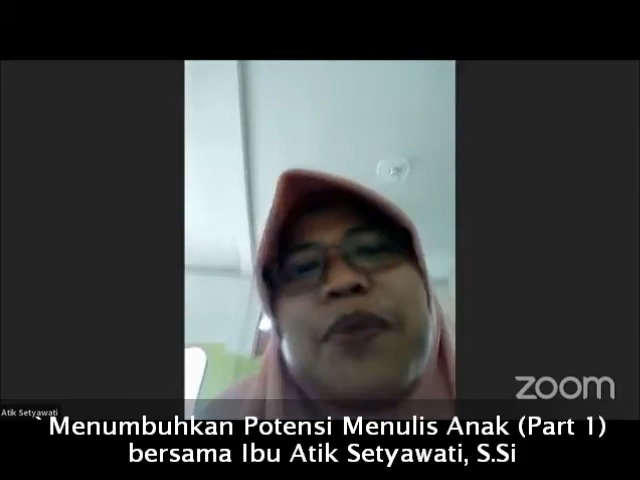 zoom
Atik Setyawati
`Menumbuhkan Potensi Menulis Anak (Part 1)
bersama Ibu Atik Setyawati, S.Si